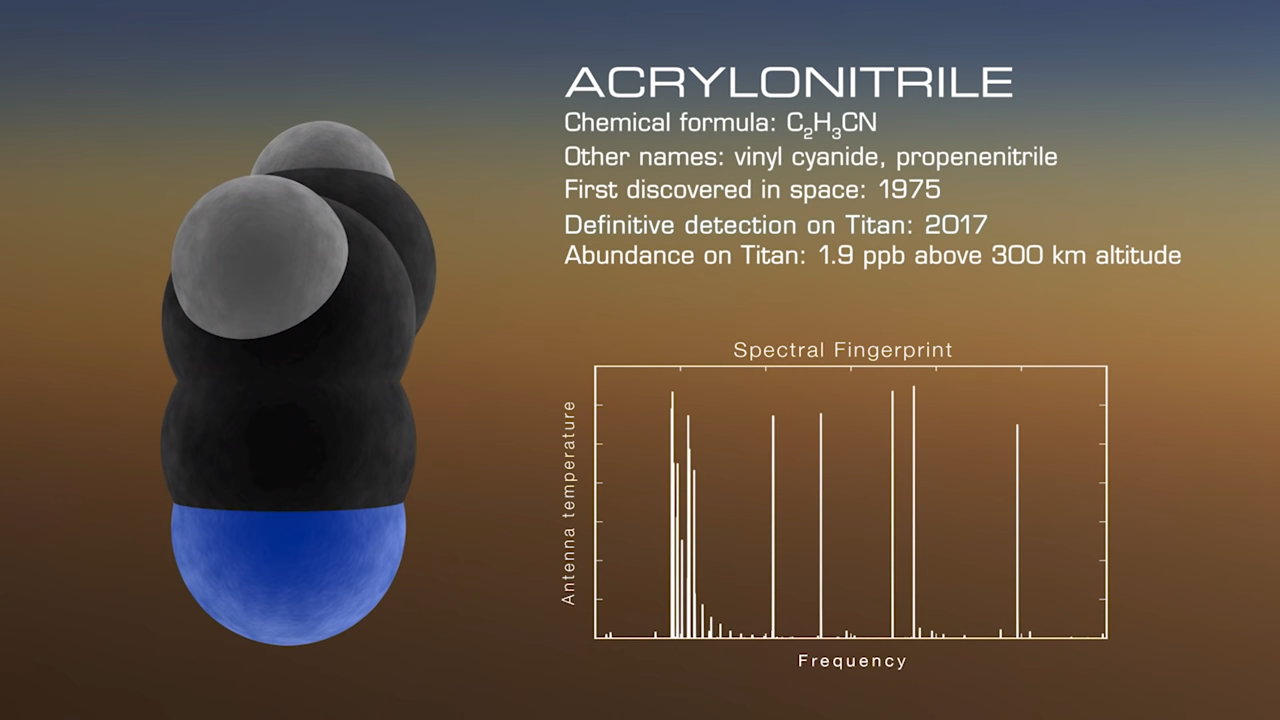 ACRYLONITRILE
Chemical formula: C₂H₃CN
Other names: vinyl cyanide, propenenitrile
First discovered in space: 1975
Definitive detection on Titan: 2017
Abundance on Titan: 1.9 ppb above 300 km altitude
Spectral Fingerprint
Antenna temperature
Frequency